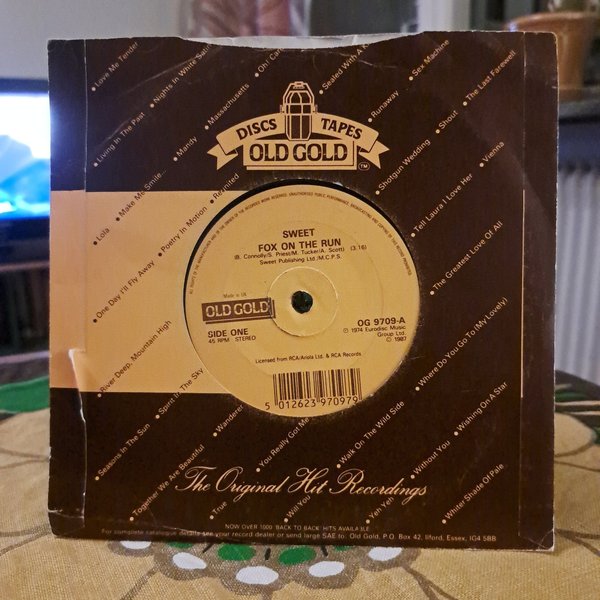 Love Me Tender
Nights In White Sati
Oh! Ca
Sealed With A
Sex Machine
Living In The Past
Mandy
Massachusetts
Runaway
Shout
The Last Farewell
DISCS TAPES
OLD GOLD
TM
Lola
Make Me Smile...
Poetry In Motion
Reunited
Shotgun Wedding
Tell Laura I Love Her
Vienna
One Day I'll Fly Away
The Greatest Love Of All
SWEET
FOX ON THE RUN
(B. Connolly/S. Priest/M. Tucker/A. Scott) (3.16)
Sweet Publishing Ltd./M.C.P.S.
Made in UK
OLD GOLD
OG 9709-A
SIDE ONE
45 RPM STEREO
℗ 1974 Eurodisc Music
Group Ltd.
© 1987
Licensed from RCA/Ariola Ltd. & RCA Records
5 012623 970979
River Deep, Mountain High
Spirit In The Sky
Where Do You Go To (My Lovely)
Seasons In The Sun
Together We Are Beautiful
Wanderer
You Really Got Me
Walk On The Wild Side
Wishing On A Star
True
Will You
Yeh Yeh
Without You
Whiter Shade Of Pale
The Original Hit Recordings
NOW OVER 1000 'BACK TO BACK' HITS AVAILABLE
For complete catalogue details see your record dealer or send large SAE to: Old Gold, P.O. Box 42, Ilford, Essex, IG4 5BB